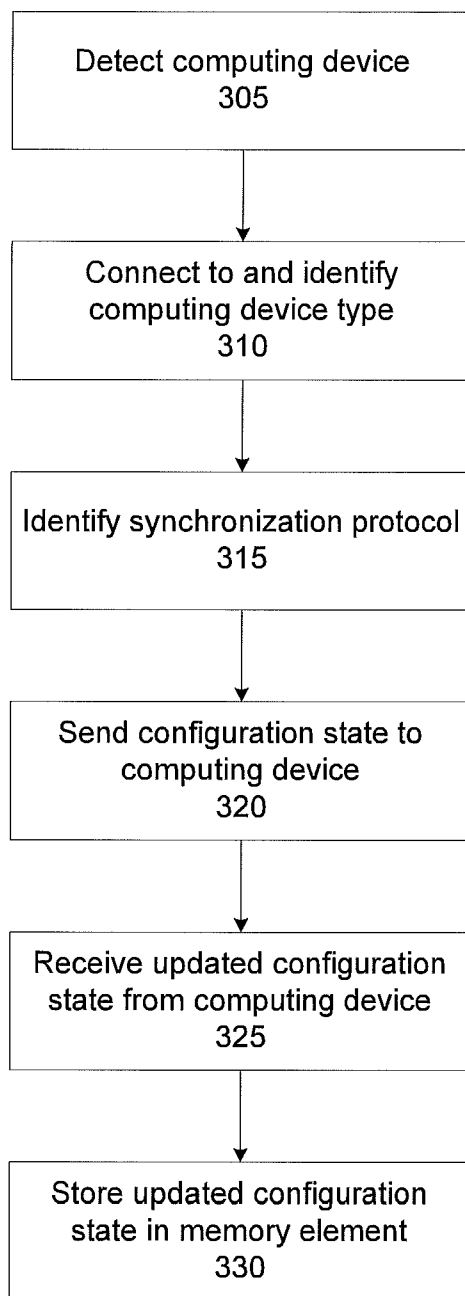 Detect computing device
305
Connect to and identify
computing device type
310
Identify synchronization protocol
315
Send configuration state to
computing device
320
Receive updated configuration
state from computing device
325
Store updated configuration
state in memory element
330